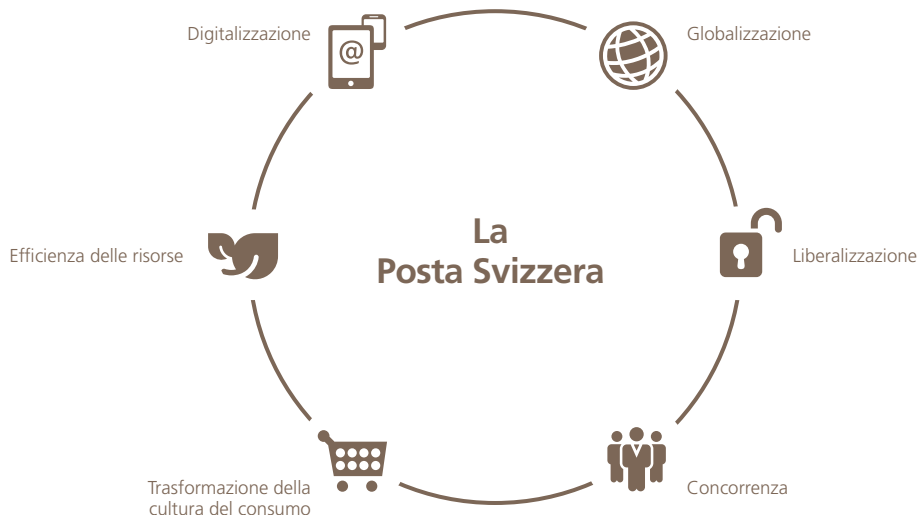 Digitalizzazione
Globalizzazione
@
La
Posta Svizzera
Efficienza delle risorse
Liberalizzazione
Trasformazione della
cultura del consumo
Concorrenza